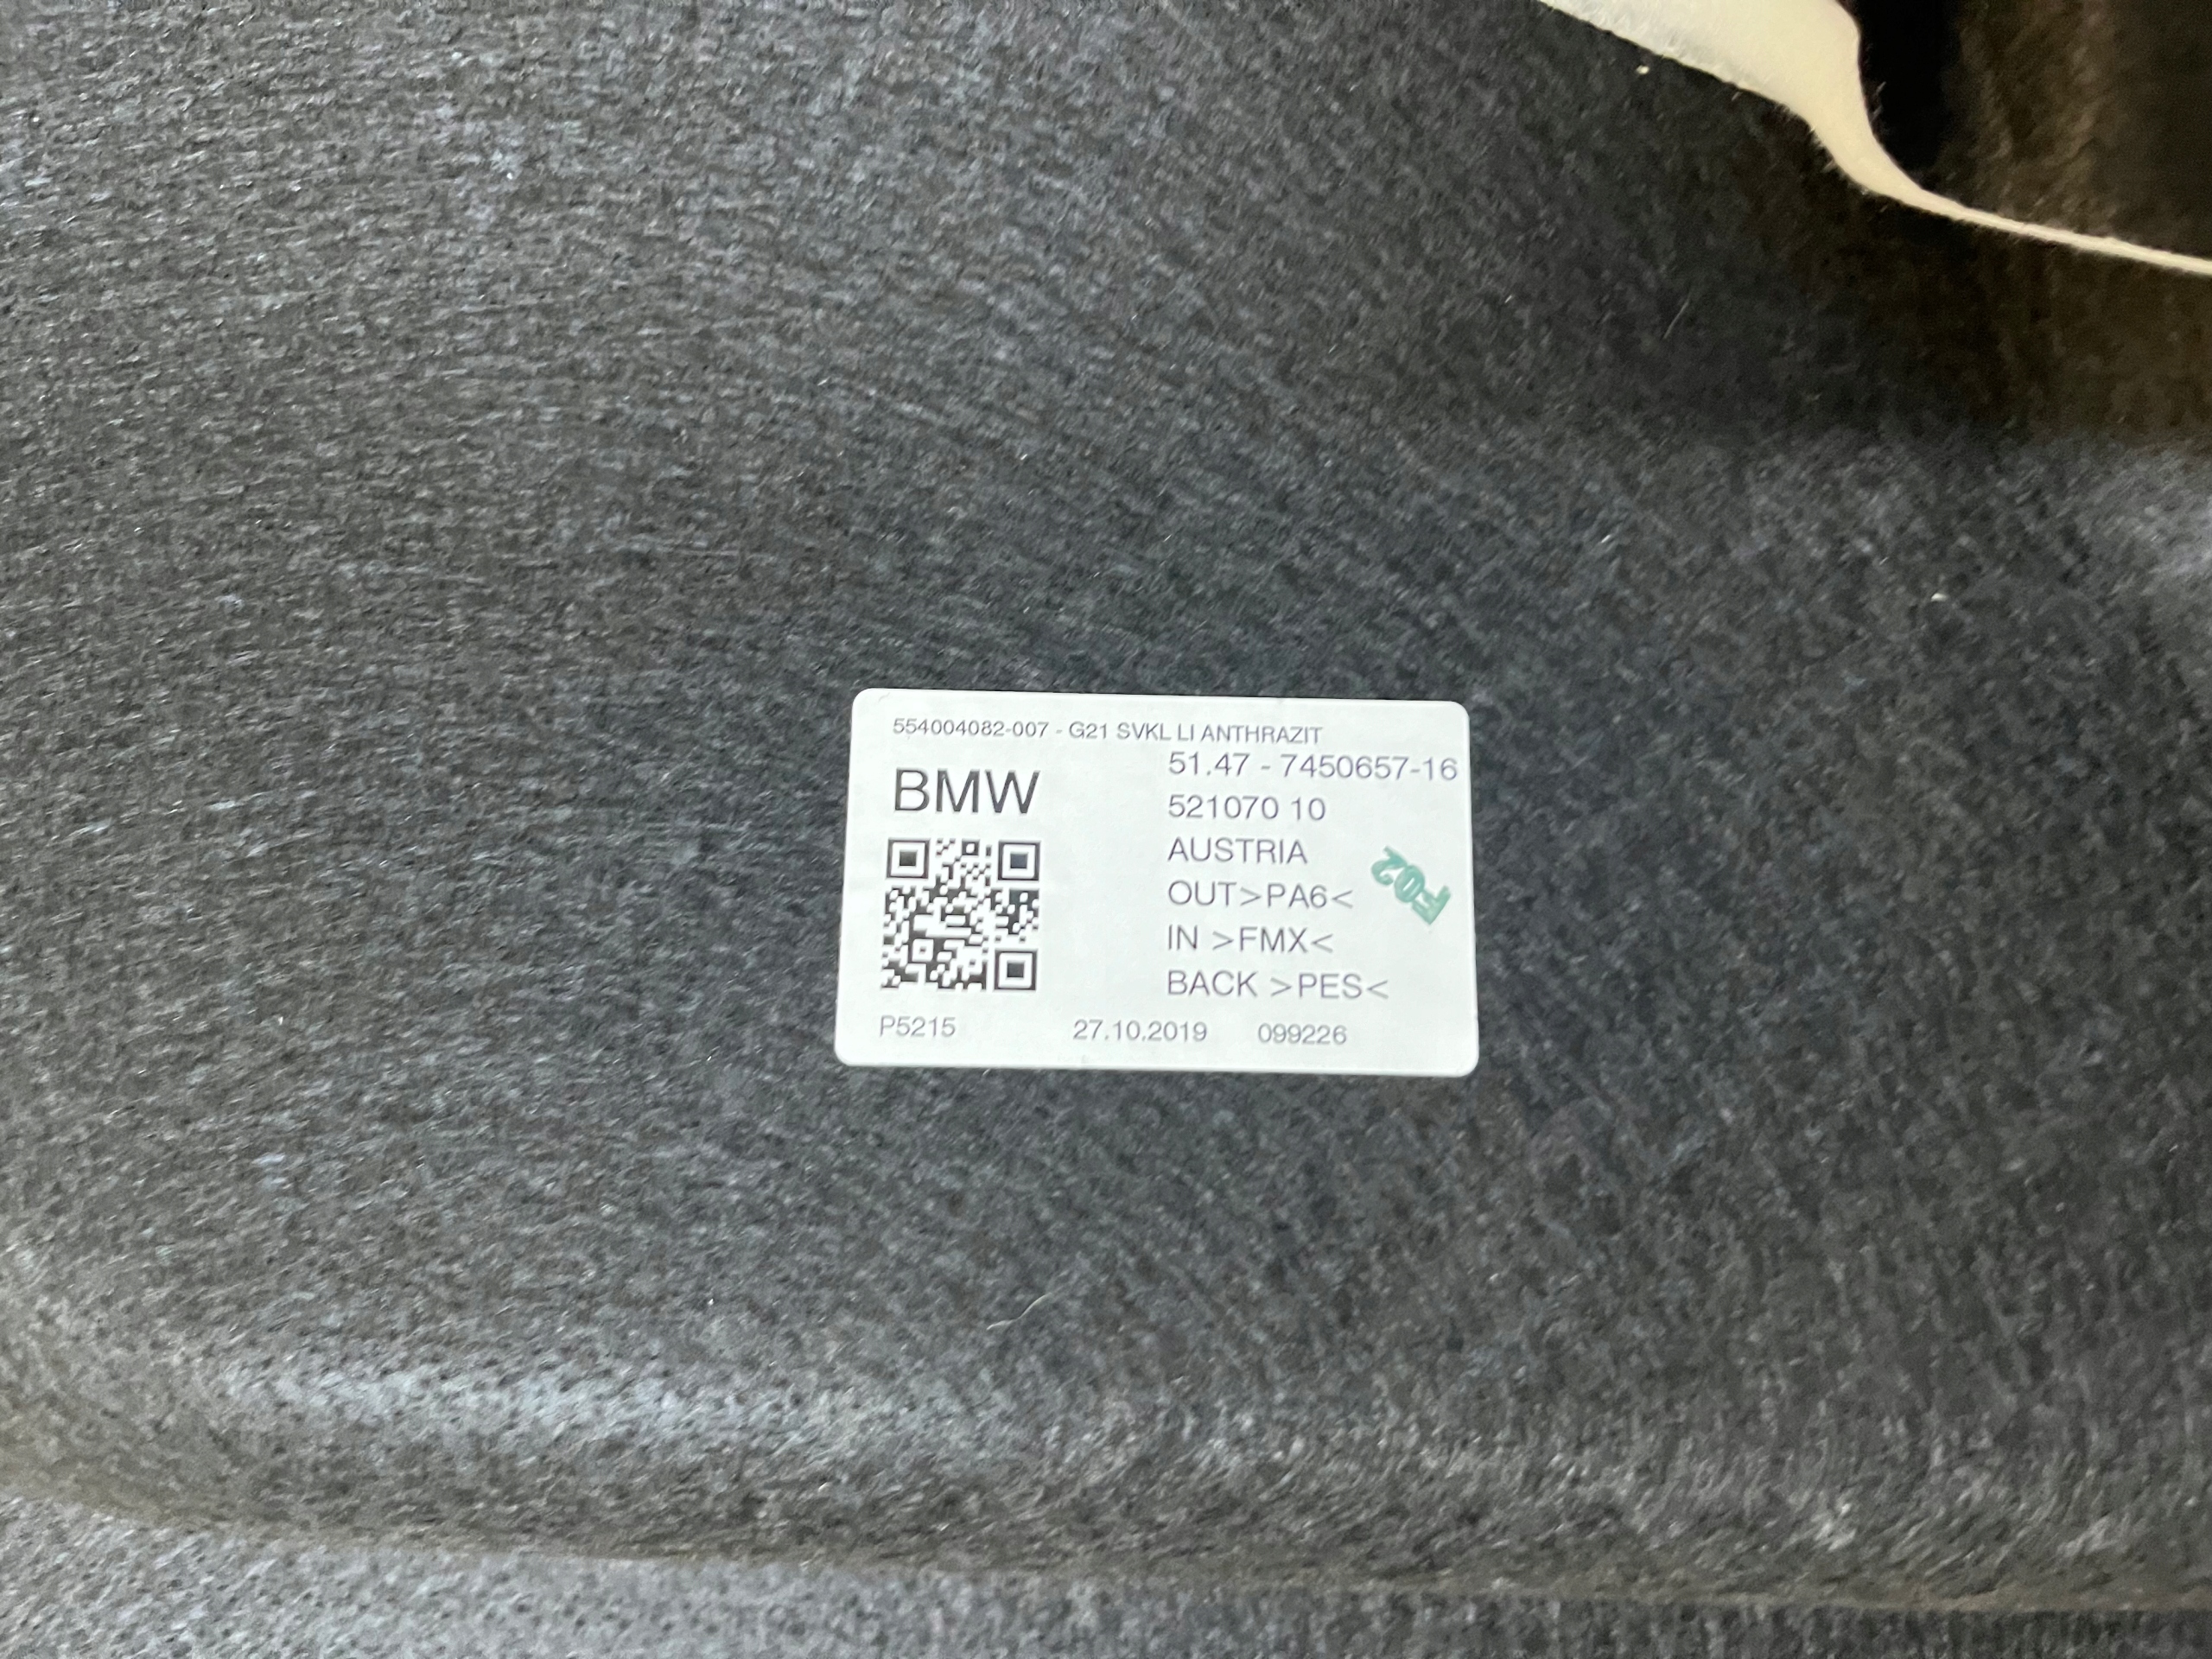 554004082-007 - G21 SVKL LI ANTHRAZIT
BMW
51.47 - 7450657-16
521070 10
AUSTRIA
OUT>PA6<
IN >FMX<
BACK >PES<
F02
P5215 27.10.2019 099226